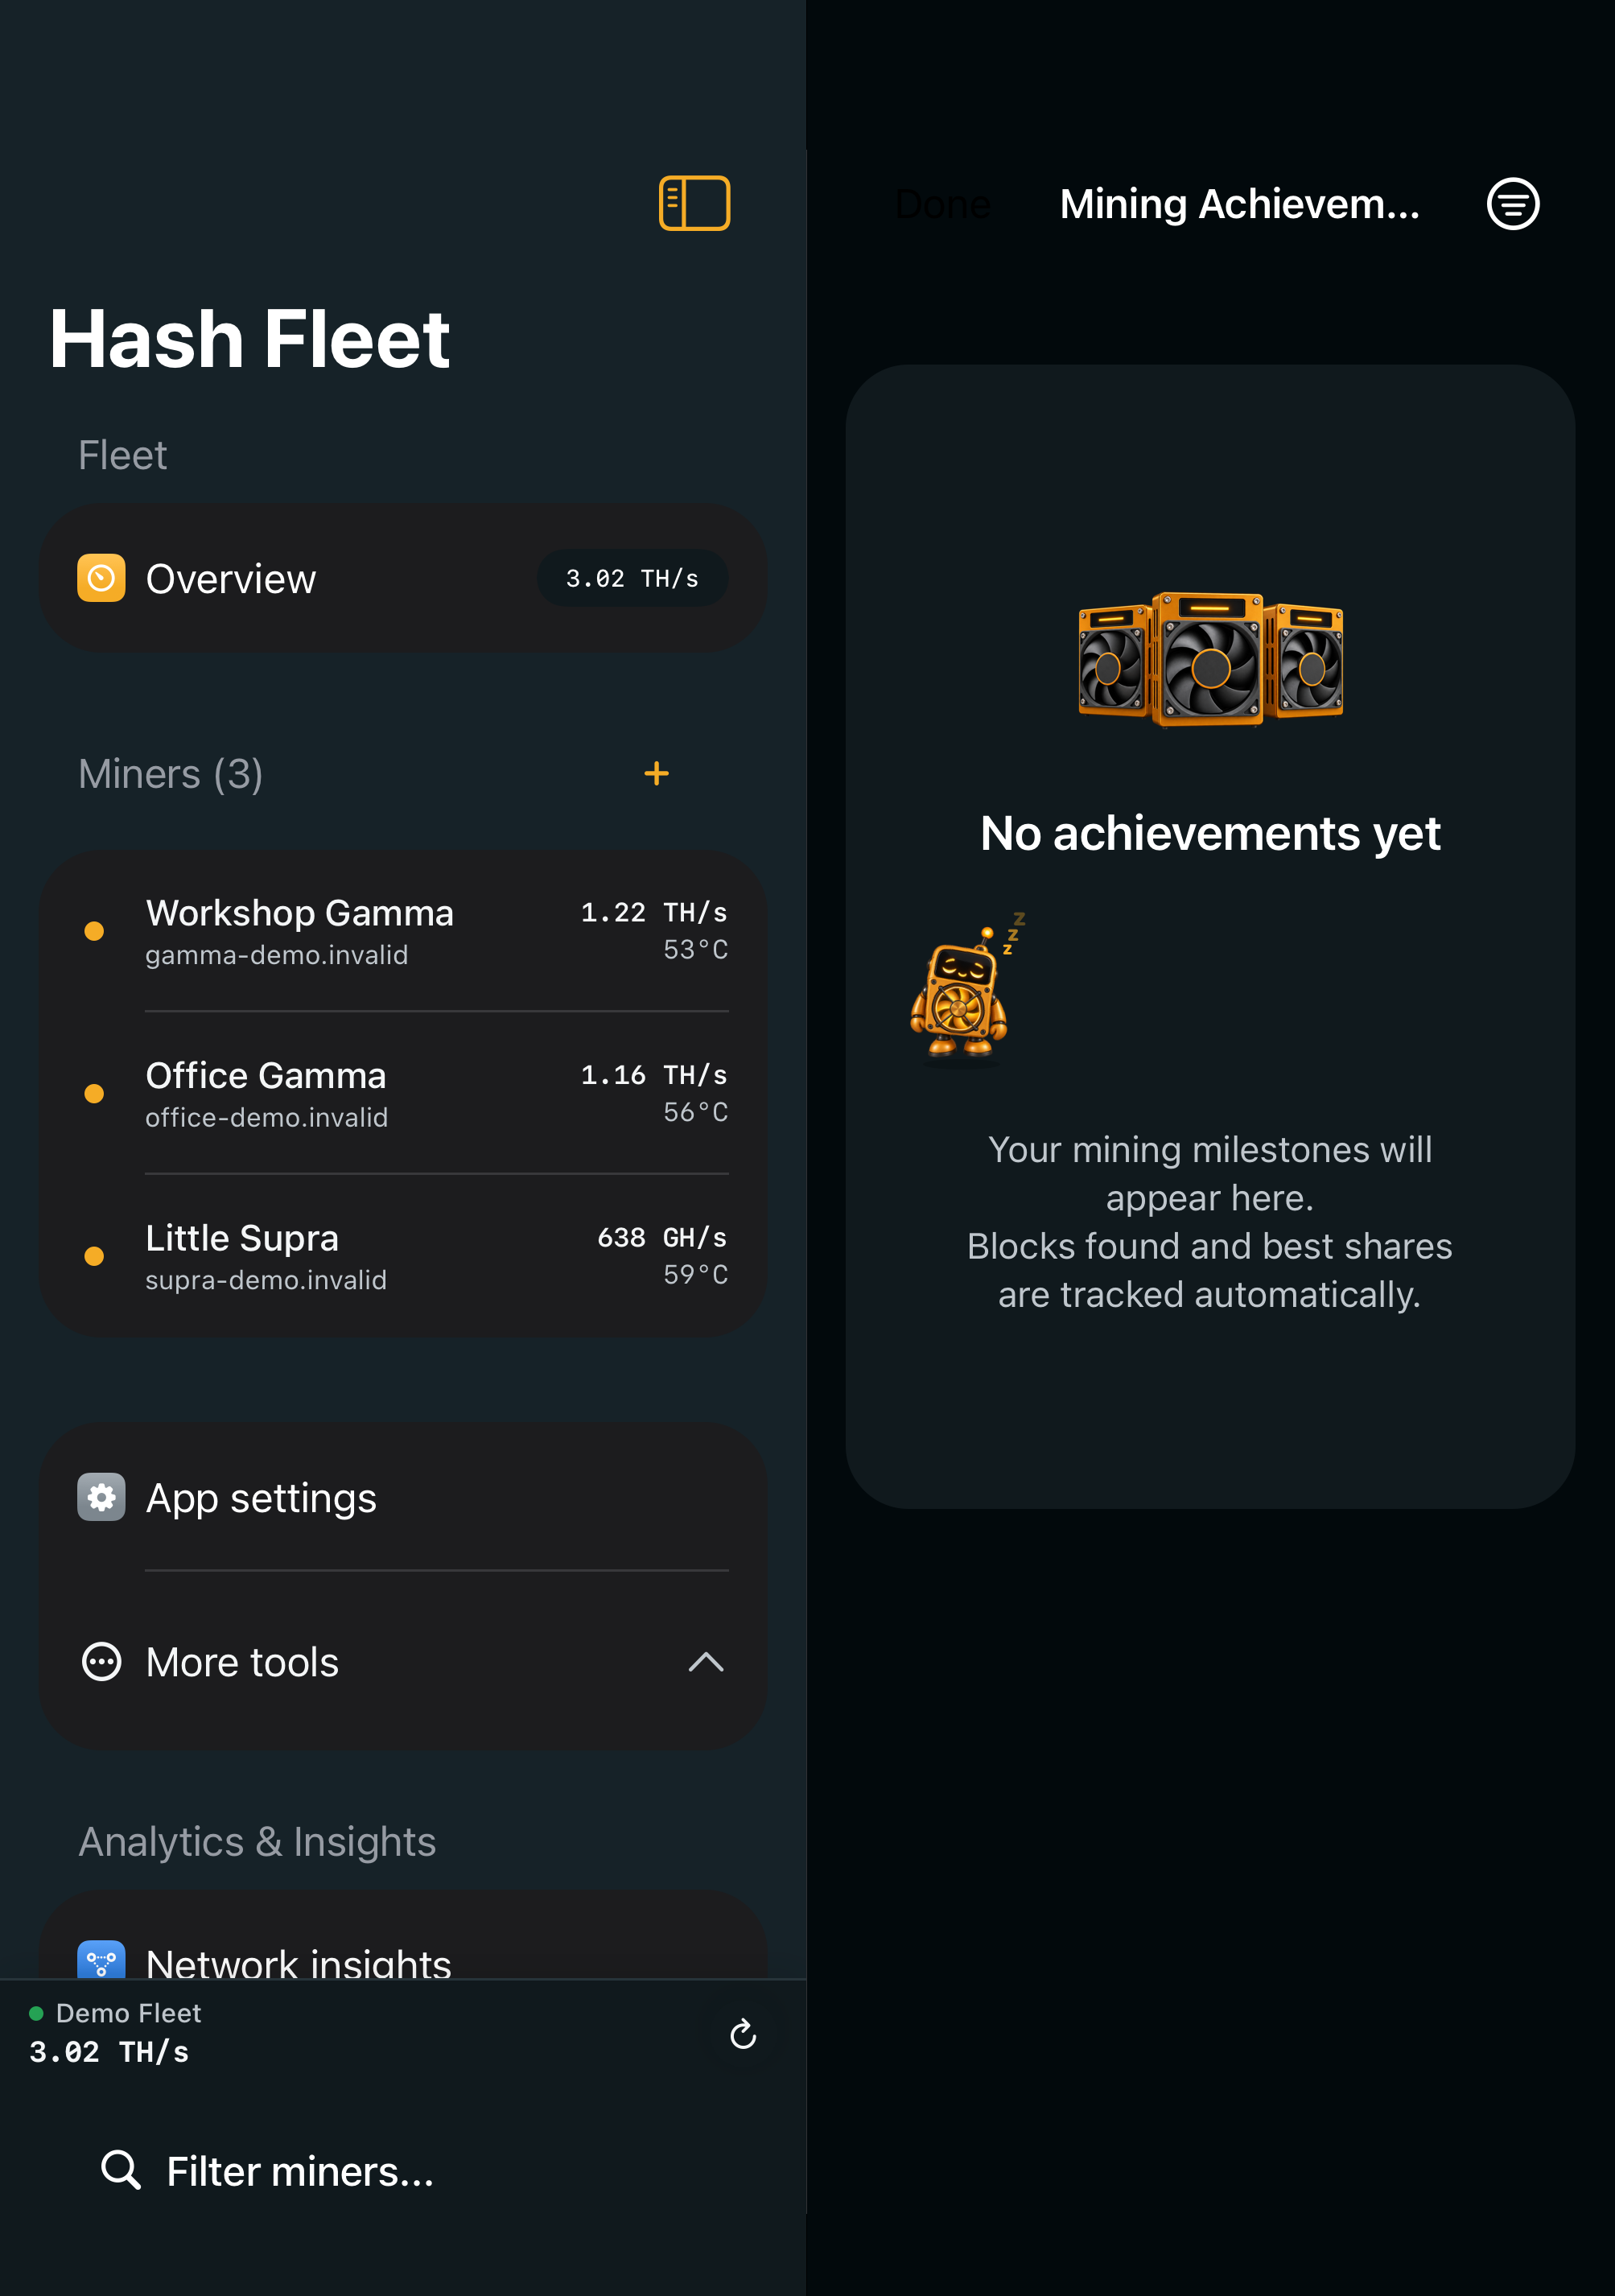 Hash Fleet
Fleet
Overview
3.02 TH/s
Miners (3)
+
Workshop Gamma
1.22 TH/s
gamma-demo.invalid
53°C
Office Gamma
1.16 TH/s
office-demo.invalid
56°C
Little Supra
638 GH/s
supra-demo.invalid
59°C
App settings
More tools
Analytics & Insights
Network insights
Demo Fleet
3.02 TH/s
Filter miners...
Done
Mining Achievem...
No achievements yet
z
z
z
Your mining milestones will
appear here.
Blocks found and best shares
are tracked automatically.